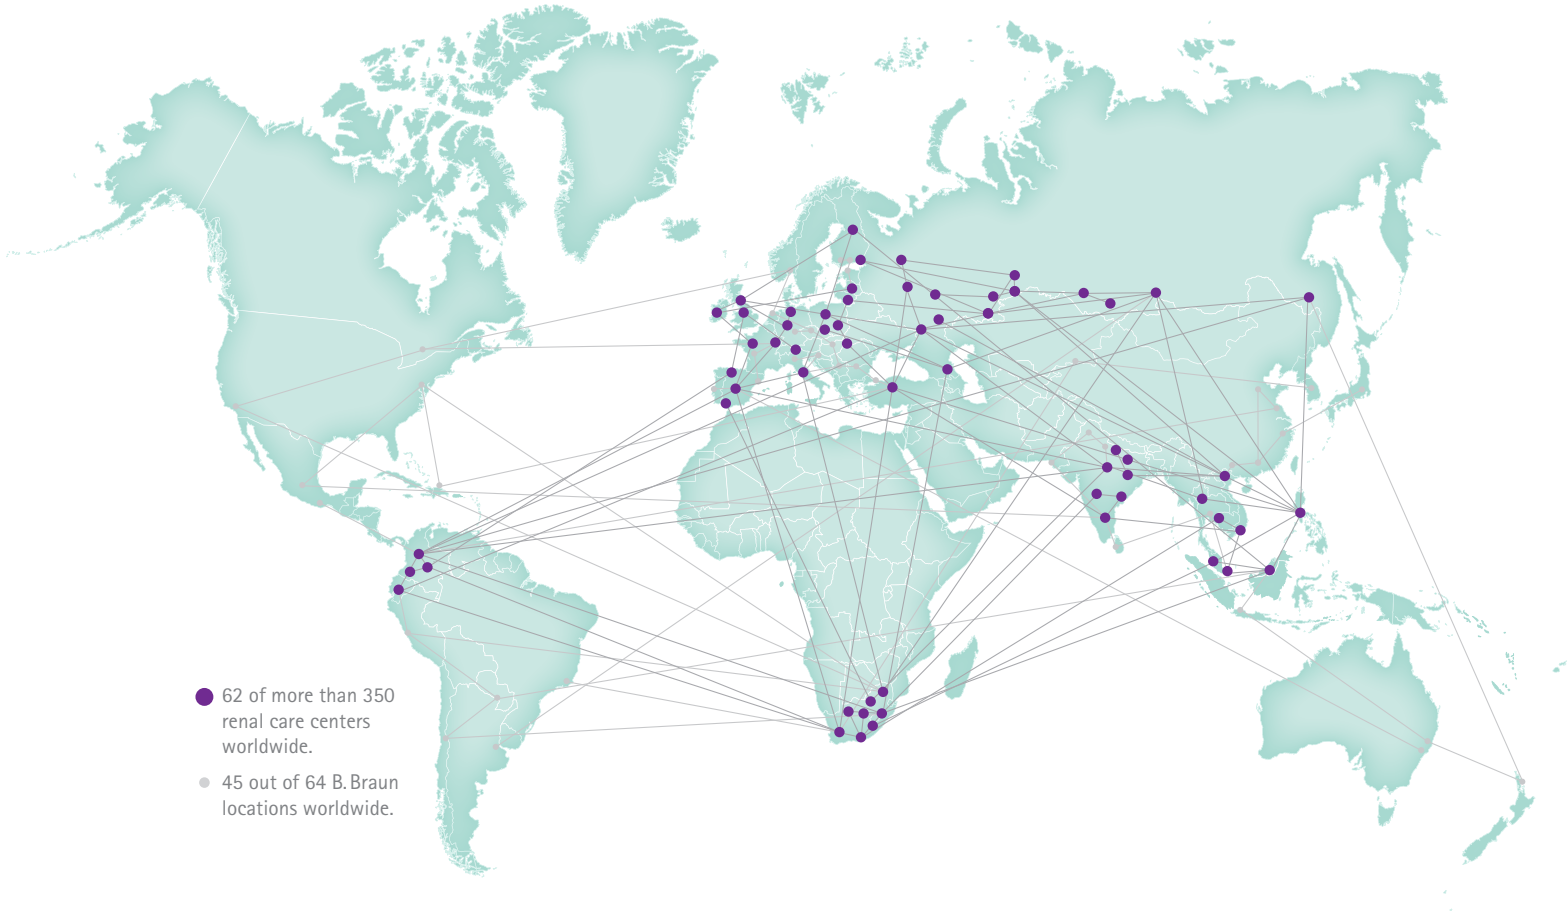 62 of more than 350
renal care centers
worldwide.
45 out of 64 B. Braun
locations worldwide.